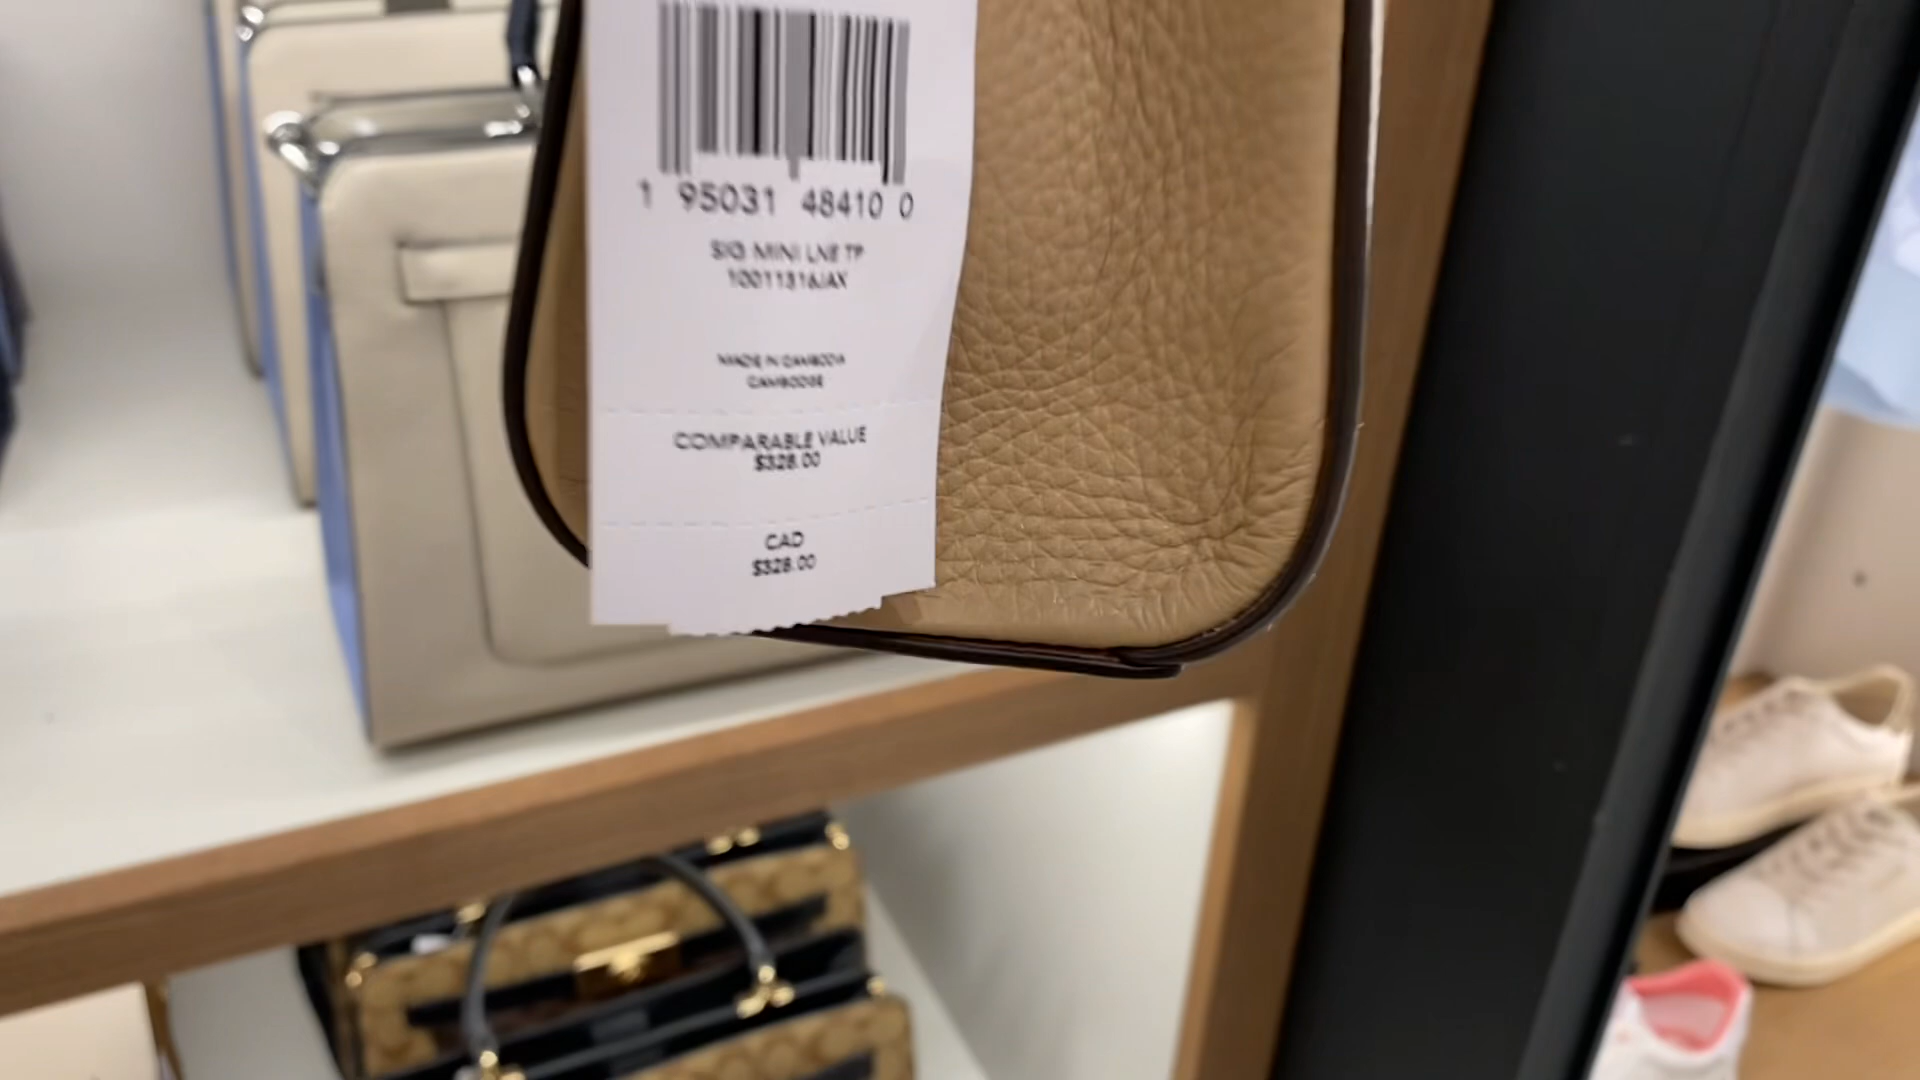 1 95031 48410 0
SIG MINI LNE TP
10011316JAX
MADE IN CAMBODIA
CAMBODGE
COMPARABLE VALUE
$328.00
CAD
$328.00